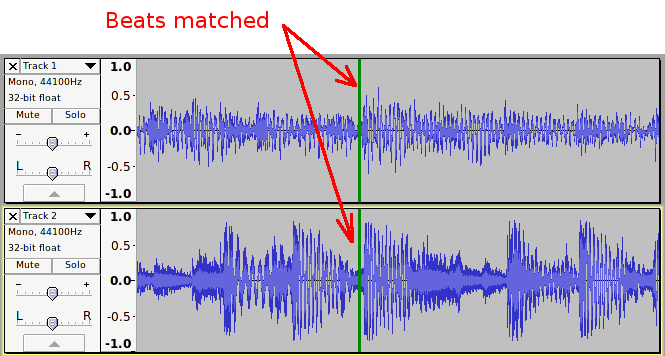 Beats matched
Track 1
Mono, 44100Hz
32-bit float
Mute Solo
- +
L R
1.0
0.5
0.0
-0.5
-1.0
Track 2
Mono, 44100Hz
32-bit float
Mute Solo
- +
L R
1.0
0.5
0.0
-0.5
-1.0